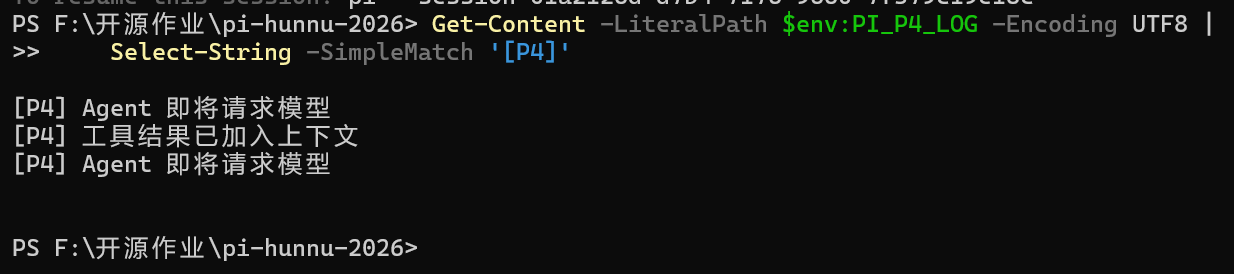 PS F:\开源作业\pi-hunnu-2026> Get-Content -LiteralPath $env:PI_P4_LOG -Encoding UTF8 |
>>     Select-String -SimpleMatch '[P4]'
[P4] Agent 即将请求模型
[P4] 工具结果已加入上下文
[P4] Agent 即将请求模型
PS F:\开源作业\pi-hunnu-2026>